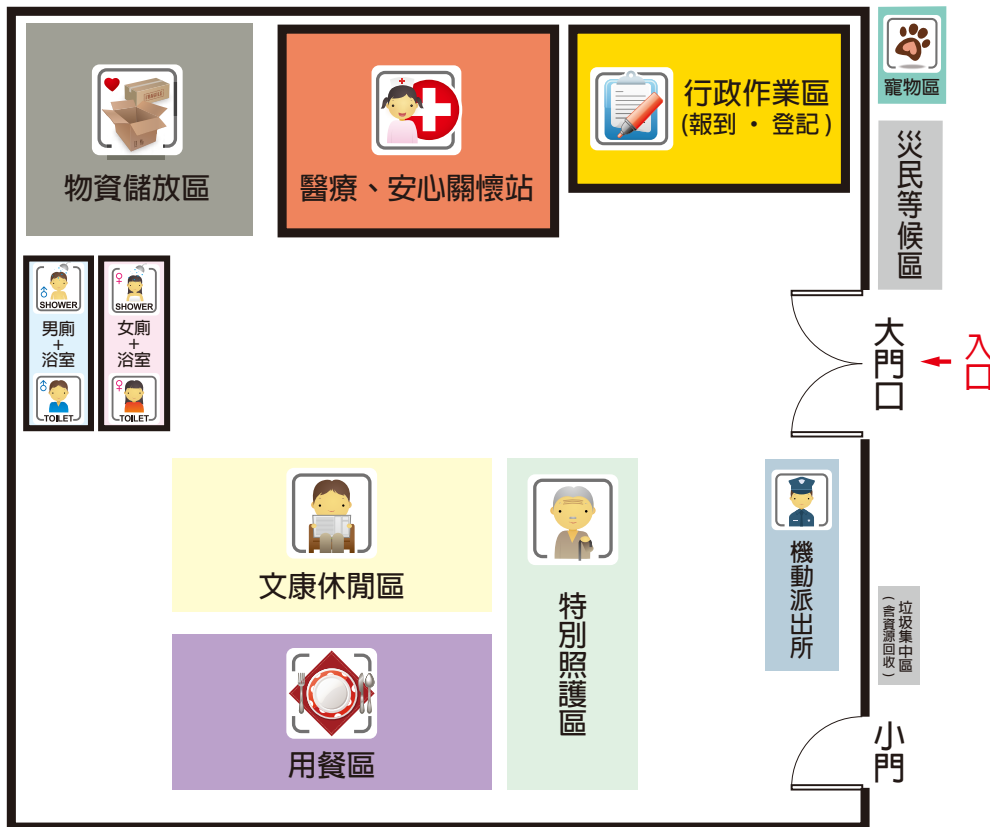 物資儲放區
醫療、安心關懷站
行政作業區
(報到 · 登記)
寵物區
災民等候區
SHOWER
男廁
+
浴室
TOILET
SHOWER
女廁
+
浴室
TOILET
大門口
入口
文康休閒區
用餐區
特別照護區
機動派出所
垃圾集中區
(含資源回收)
小門